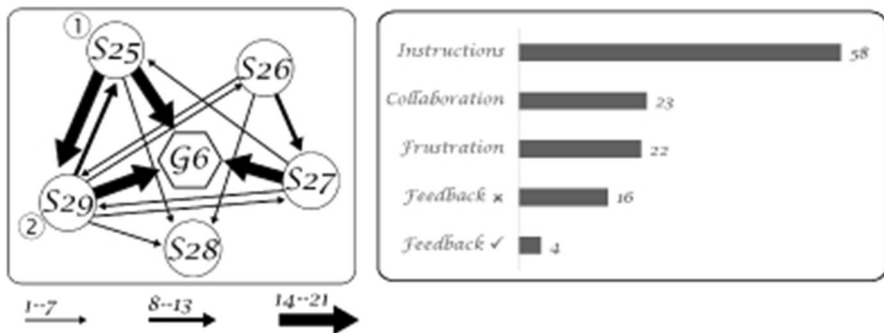 ①
S25
S26
G6
S27
S29
②
S28
1--7
8--13
14--21
Instructions 58
Collaboration 23
Frustration 22
Feedback × 16
Feedback ✓ 4